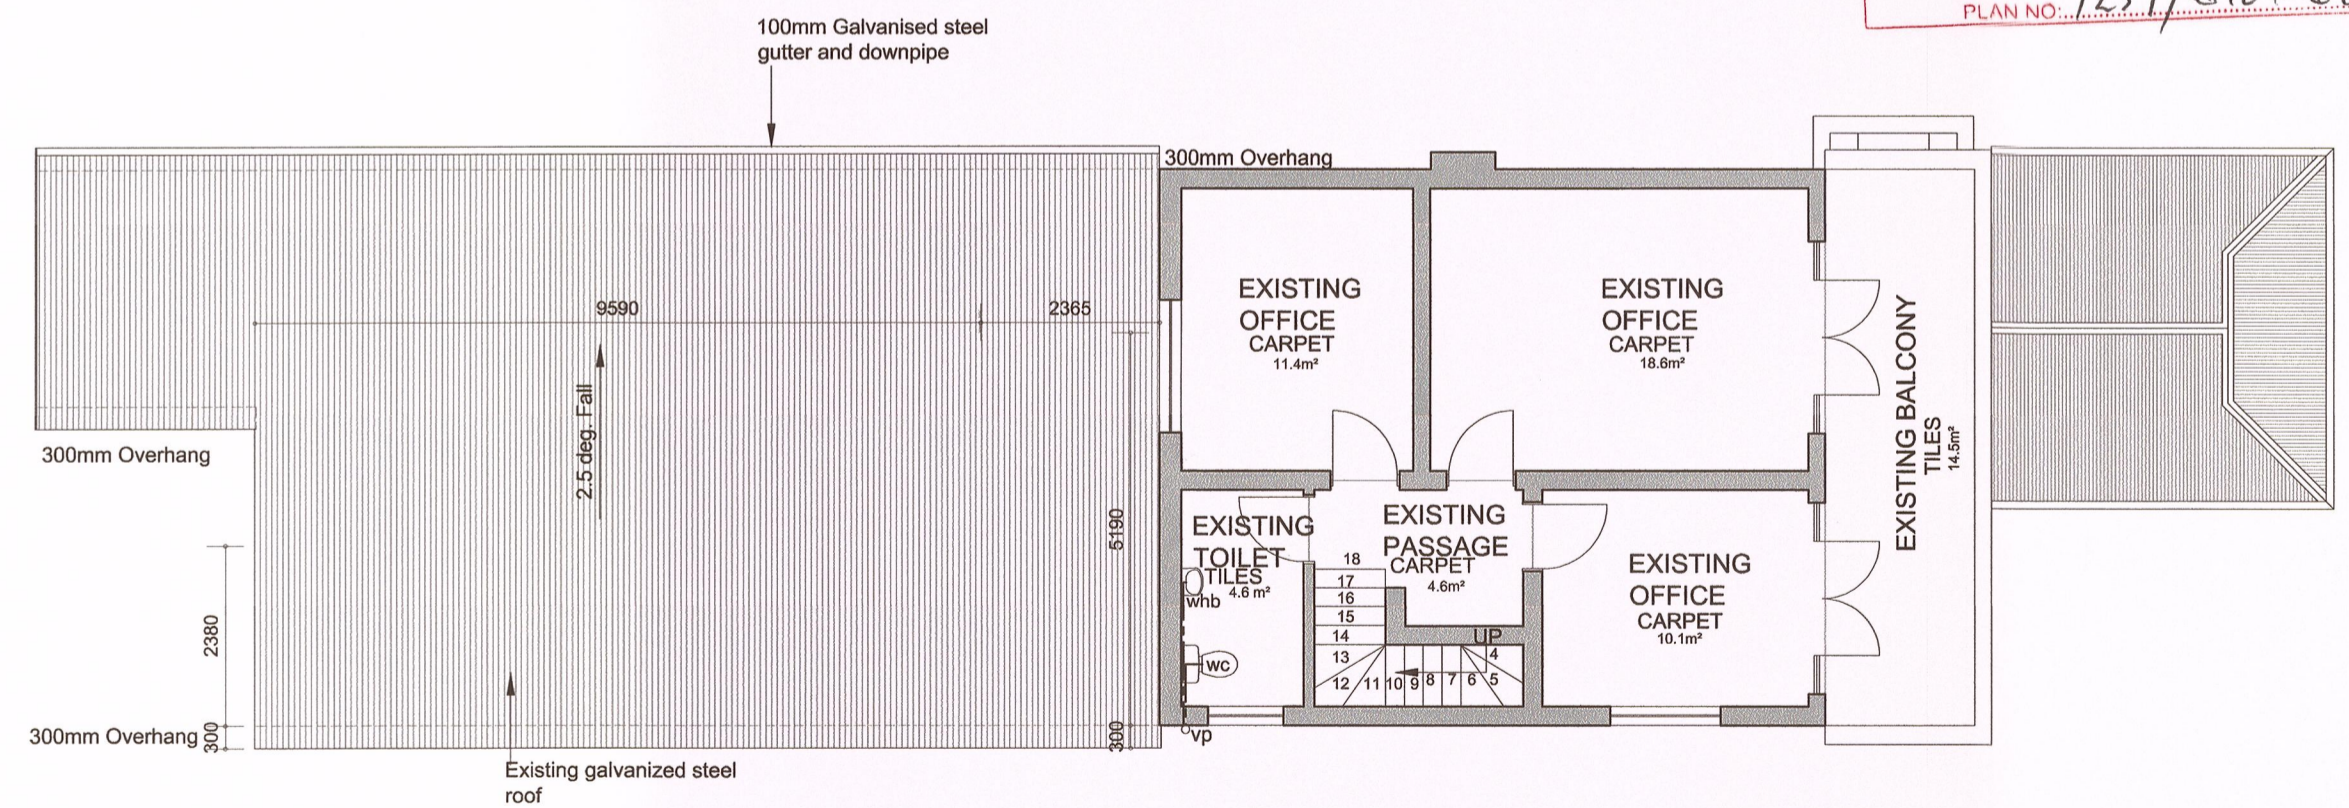 PLAN NO:
100mm Galvanised steel
gutter and downpipe
300mm Overhang
9590
2365
2.5 deg. Fall
5190
300mm Overhang
2380
300
300mm Overhang
300
Existing galvanized steel
roof
EXISTING
OFFICE
CARPET
11.4m²
EXISTING
OFFICE
CARPET
18.6m²
EXISTING BALCONY
TILES
14.5m²
EXISTING
TOILET
TILES
4.6 m²
whb
wc
vp
EXISTING
PASSAGE
CARPET
4.6m²
18
17
16
15
14
13
12
11
10
9
8
7
6
5
4
UP
EXISTING
OFFICE
CARPET
10.1m²